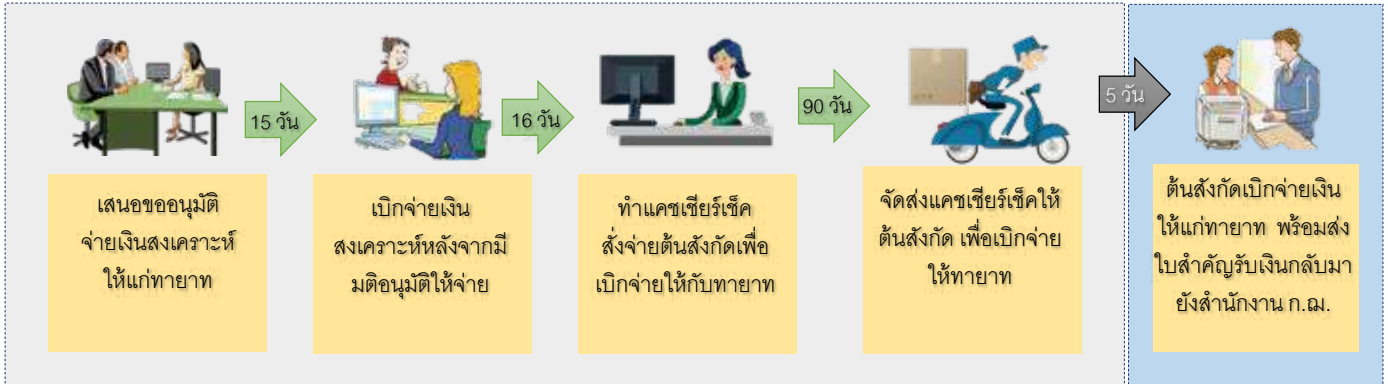 15 วัน
16 วัน
90 วัน
5 วัน
เสนอขออนุมัติ
จ่ายเงินสงเคราะห์
ให้แก่ทายาท
เบิกจ่ายเงิน
สงเคราะห์หลังจากมี
มติอนุมัติให้จ่าย
ทำแคชเชียร์เช็ค
สั่งจ่ายต้นสังกัดเพื่อ
เบิกจ่ายให้กับทายาท
จัดส่งแคชเชียร์เช็คให้
ต้นสังกัด เพื่อเบิกจ่าย
ให้ทายาท
ต้นสังกัดเบิกจ่ายเงิน
ให้แก่ทายาท พร้อมส่ง
ใบสำคัญรับเงินกลับมา
ยังสำนักงาน ก.ฌ.